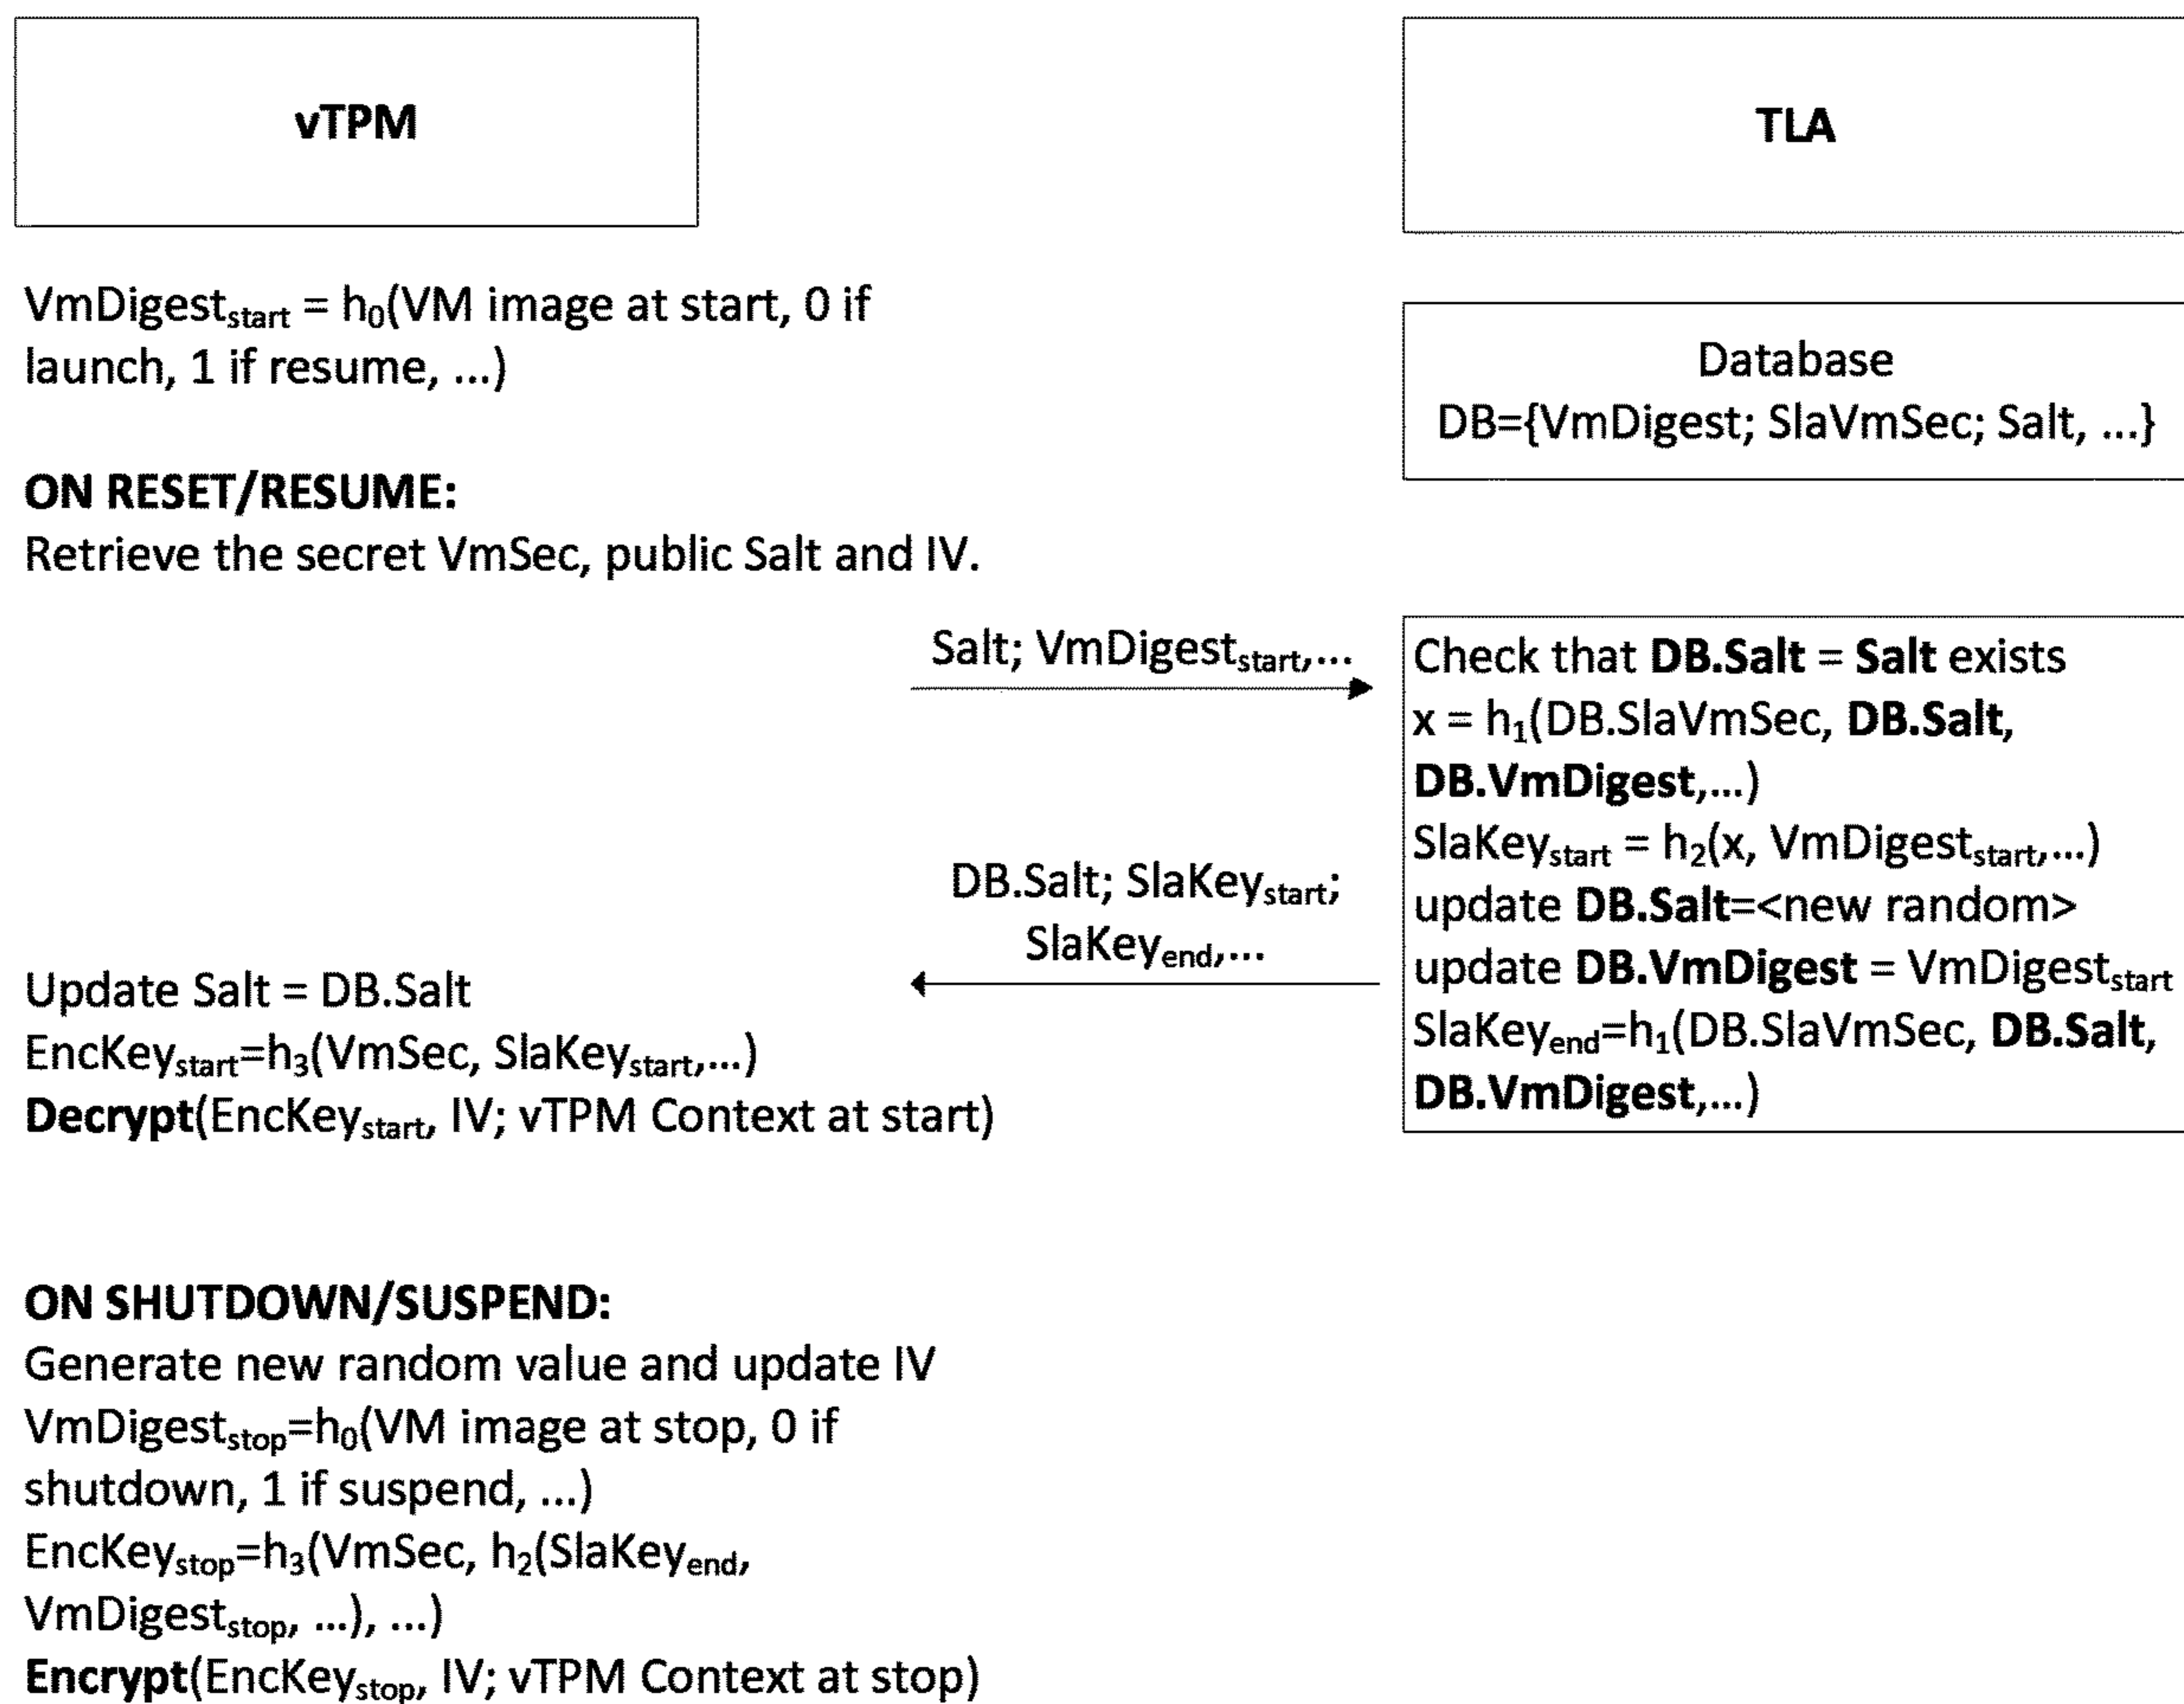 vTPM
TLA
VmDigeststart = h0(VM image at start, 0 if
launch, 1 if resume, ...)
Database
DB={VmDigest; SlaVmSec; Salt, ...}
ON RESET/RESUME:
Retrieve the secret VmSec, public Salt and IV.
Salt; VmDigeststart,...
Check that DB.Salt = Salt exists
x = h1(DB.SlaVmSec, DB.Salt,
DB.VmDigest,...)
SlaKeystart = h2(x, VmDigeststart,...)
update DB.Salt=<new random>
update DB.VmDigest = VmDigeststart
SlaKeyend=h1(DB.SlaVmSec, DB.Salt,
DB.VmDigest,...)
DB.Salt; SlaKeystart;
SlaKeyend,...
Update Salt = DB.Salt
EncKeystart=h3(VmSec, SlaKeystart,...)
Decrypt(EncKeystart, IV; vTPM Context at start)
ON SHUTDOWN/SUSPEND:
Generate new random value and update IV
VmDigeststop=h0(VM image at stop, 0 if
shutdown, 1 if suspend, ...)
EncKeystop=h3(VmSec, h2(SlaKeyend,
VmDigeststop, ...), ...)
Encrypt(EncKeystop, IV; vTPM Context at stop)